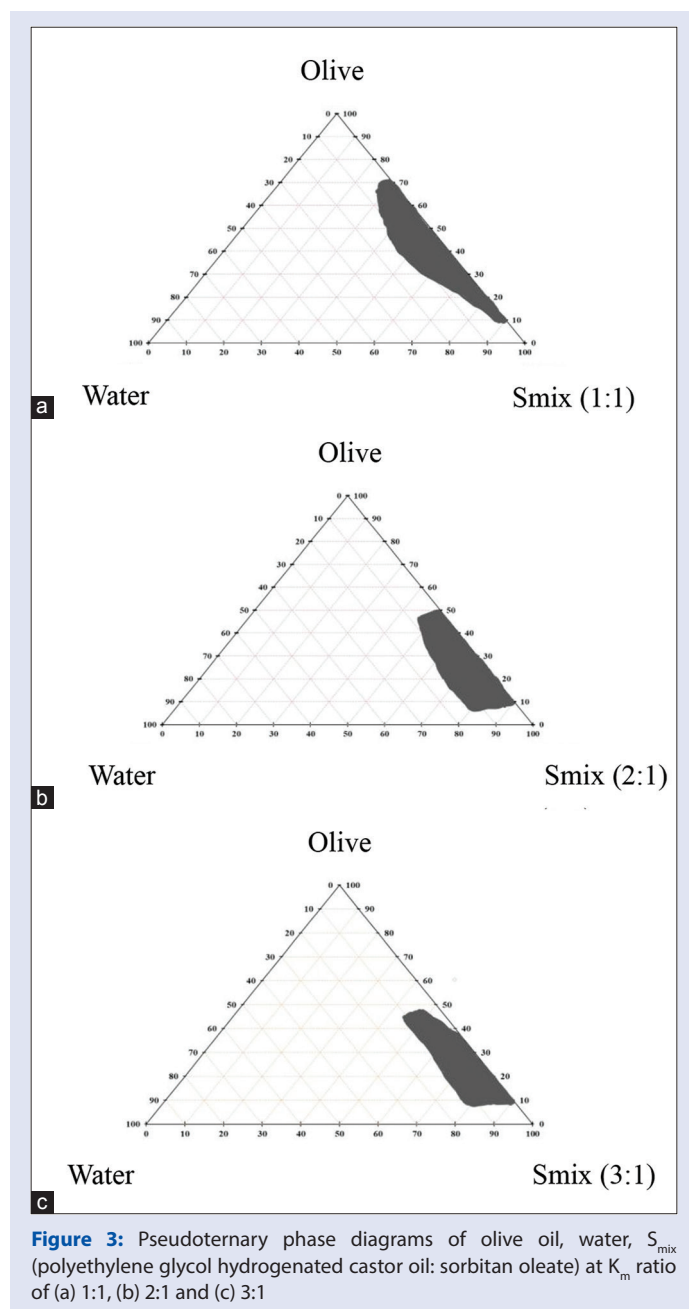 Olive
0 100
10 90
20 80
30 70
40 60
50 50
60 40
70 30
80 20
90 10
100 0
0 10 20 30 40 50 60 70 80 90 100
Water Smix (1:1)
a
Olive
0 100
10 90
20 80
30 70
40 60
50 50
60 40
70 30
80 20
90 10
100 0
0 10 20 30 40 50 60 70 80 90 100
Water Smix (2:1)
b
Olive
0 100
10 90
20 80
30 70
40 60
50 50
60 40
70 30
80 20
90 10
100 0
0 10 20 30 40 50 60 70 80 90 100
Water Smix (3:1)
c
Figure 3: Pseudoternary phase diagrams of olive oil, water, Smix
(polyethylene glycol hydrogenated castor oil: sorbitan oleate) at Km ratio
of (a) 1:1, (b) 2:1 and (c) 3:1